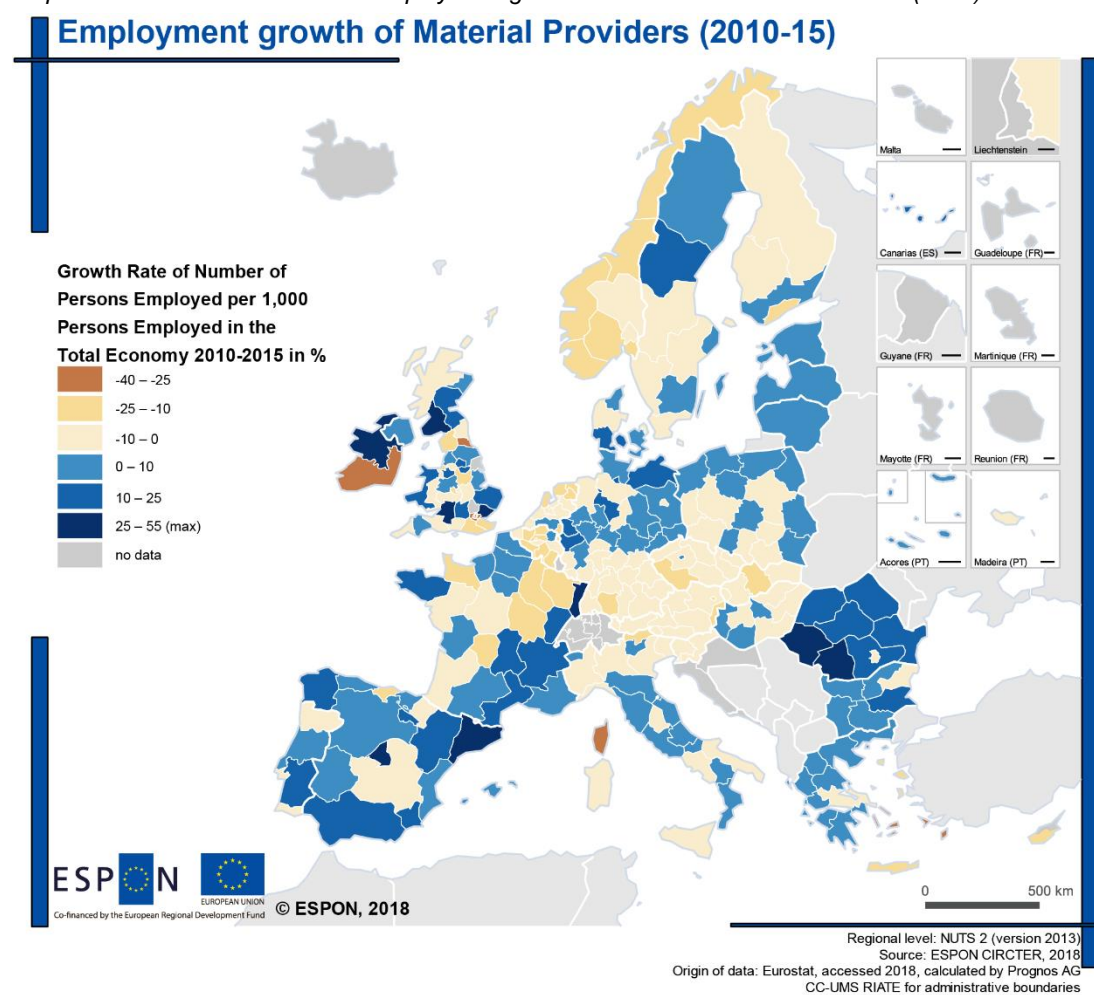 Employment growth of Material Providers (2010-15)
Malta
Liechtenstein
Canarias (ES)
Guadeloupe (FR)
Guyane (FR)
Martinique (FR)
Mayotte (FR)
Reunion (FR)
Acores (PT)
Madeira (PT)
Growth Rate of Number of
Persons Employed per 1,000
Persons Employed in the
Total Economy 2010-2015 in %
-40 – -25
-25 – -10
-10 – 0
0 – 10
10 – 25
25 – 55 (max)
no data
ESPON
EUROPEAN UNION
Co-financed by the European Regional Development Fund
© ESPON, 2018
0 500 km
Regional level: NUTS 2 (version 2013)
Source: ESPON CIRCTER, 2018
Origin of data: Eurostat, accessed 2018, calculated by Prognos AG
CC-UMS RIATE for administrative boundaries